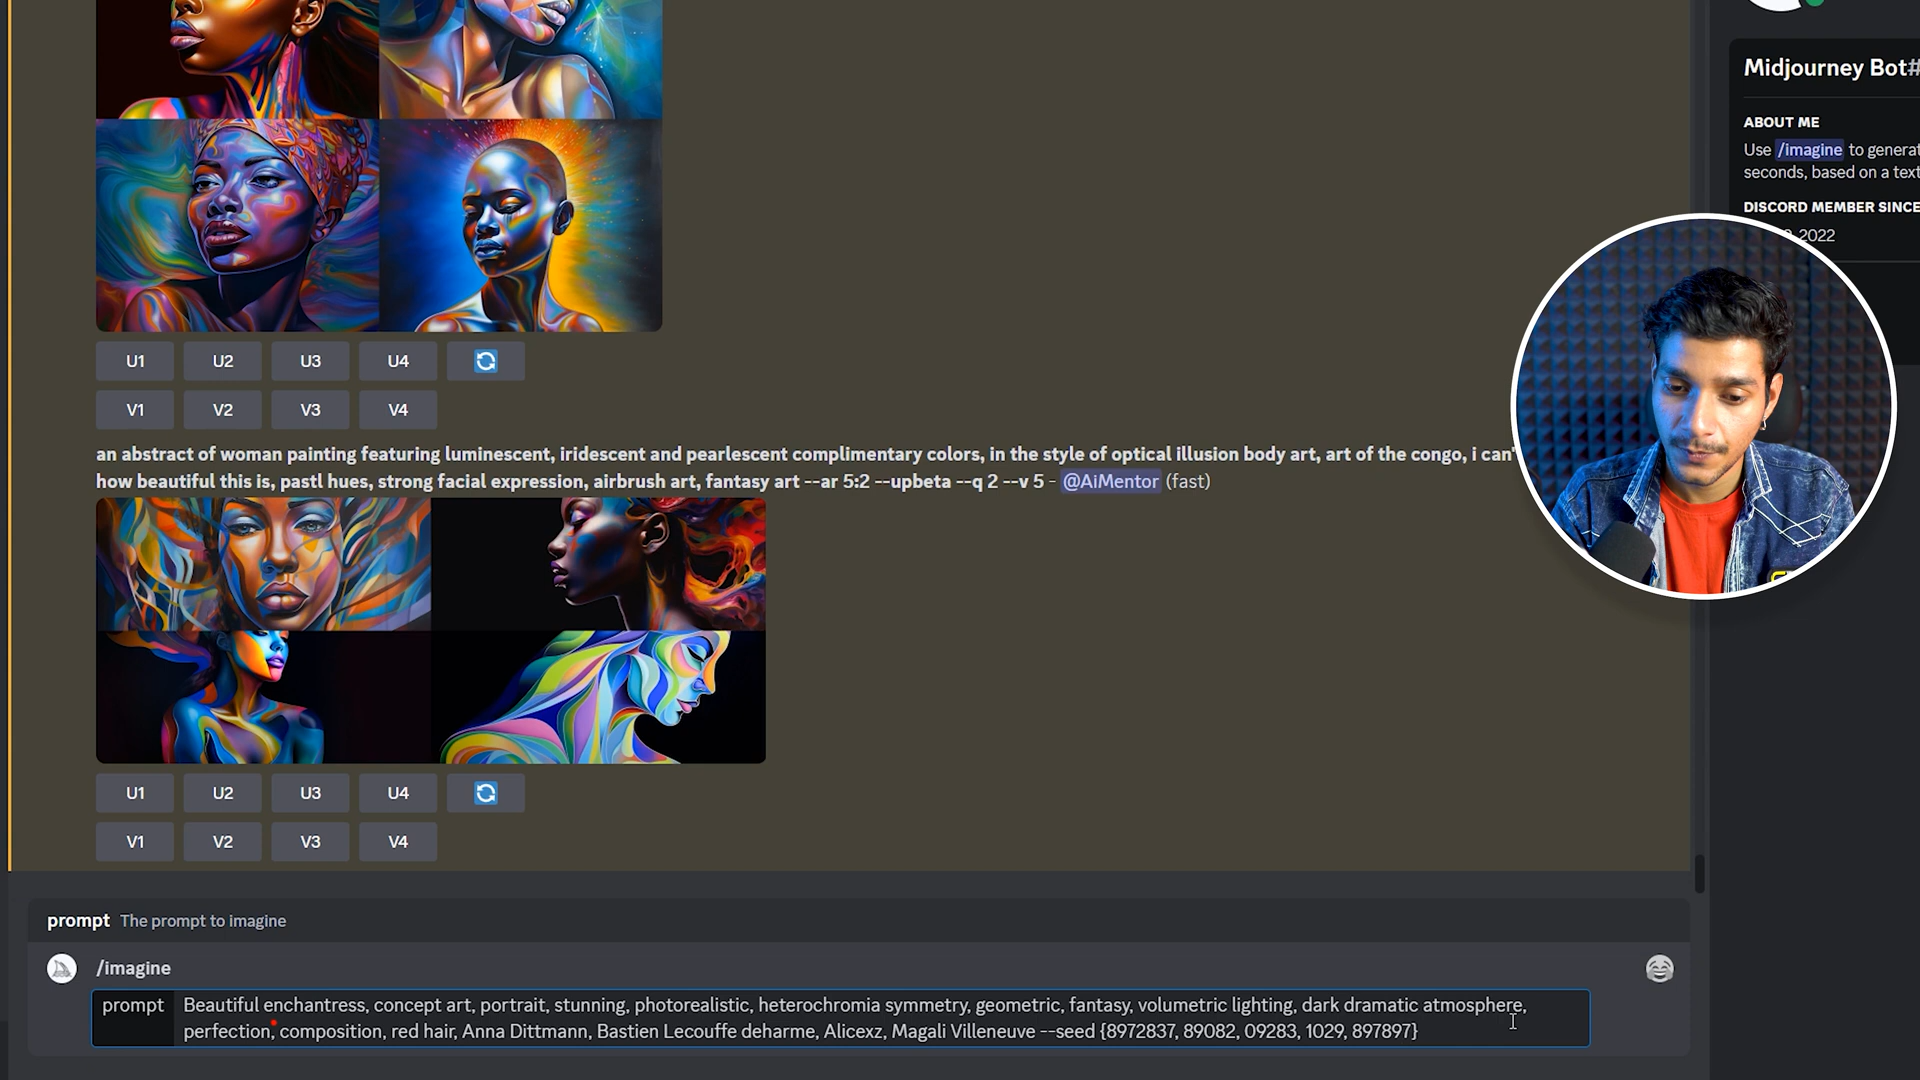 Midjourney Bot#
ABOUT ME
Use /imagine to generat
seconds, based on a text
DISCORD MEMBER SINCE
2022
U1 U2 U3 U4
V1 V2 V3 V4
an abstract of woman painting featuring luminescent, iridescent and pearlescent complimentary colors, in the style of optical illusion body art, art of the congo, i can'
how beautiful this is, pastl hues, strong facial expression, airbrush art, fantasy art --ar 5:2 --upbeta --q 2 --v 5 - @AiMentor (fast)
U1 U2 U3 U4
V1 V2 V3 V4
prompt The prompt to imagine
/imagine
prompt Beautiful enchantress, concept art, portrait, stunning, photorealistic, heterochromia symmetry, geometric, fantasy, volumetric lighting, dark dramatic atmosphere,
perfection, composition, red hair, Anna Dittmann, Bastien Lecouffe deharme, Alicexz, Magali Villeneuve --seed {8972837, 89082, 09283, 1029, 897897}